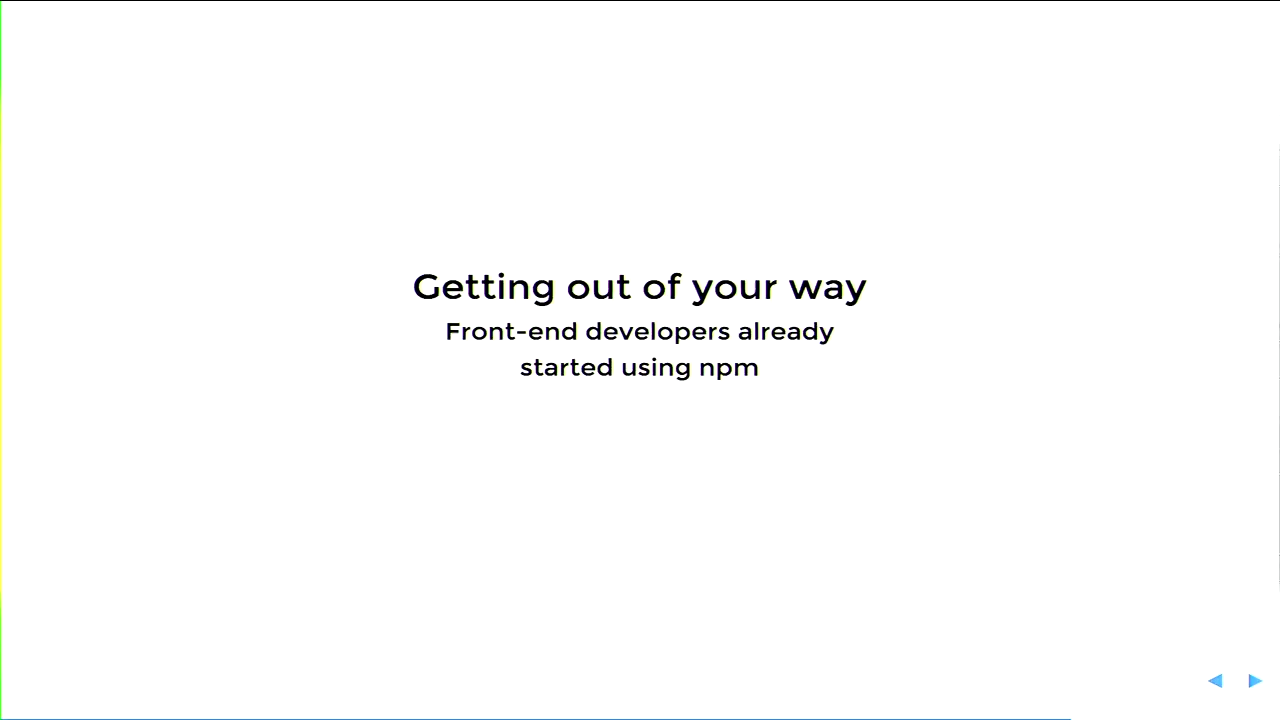 Getting out of your way
Front-end developers already
started using npm